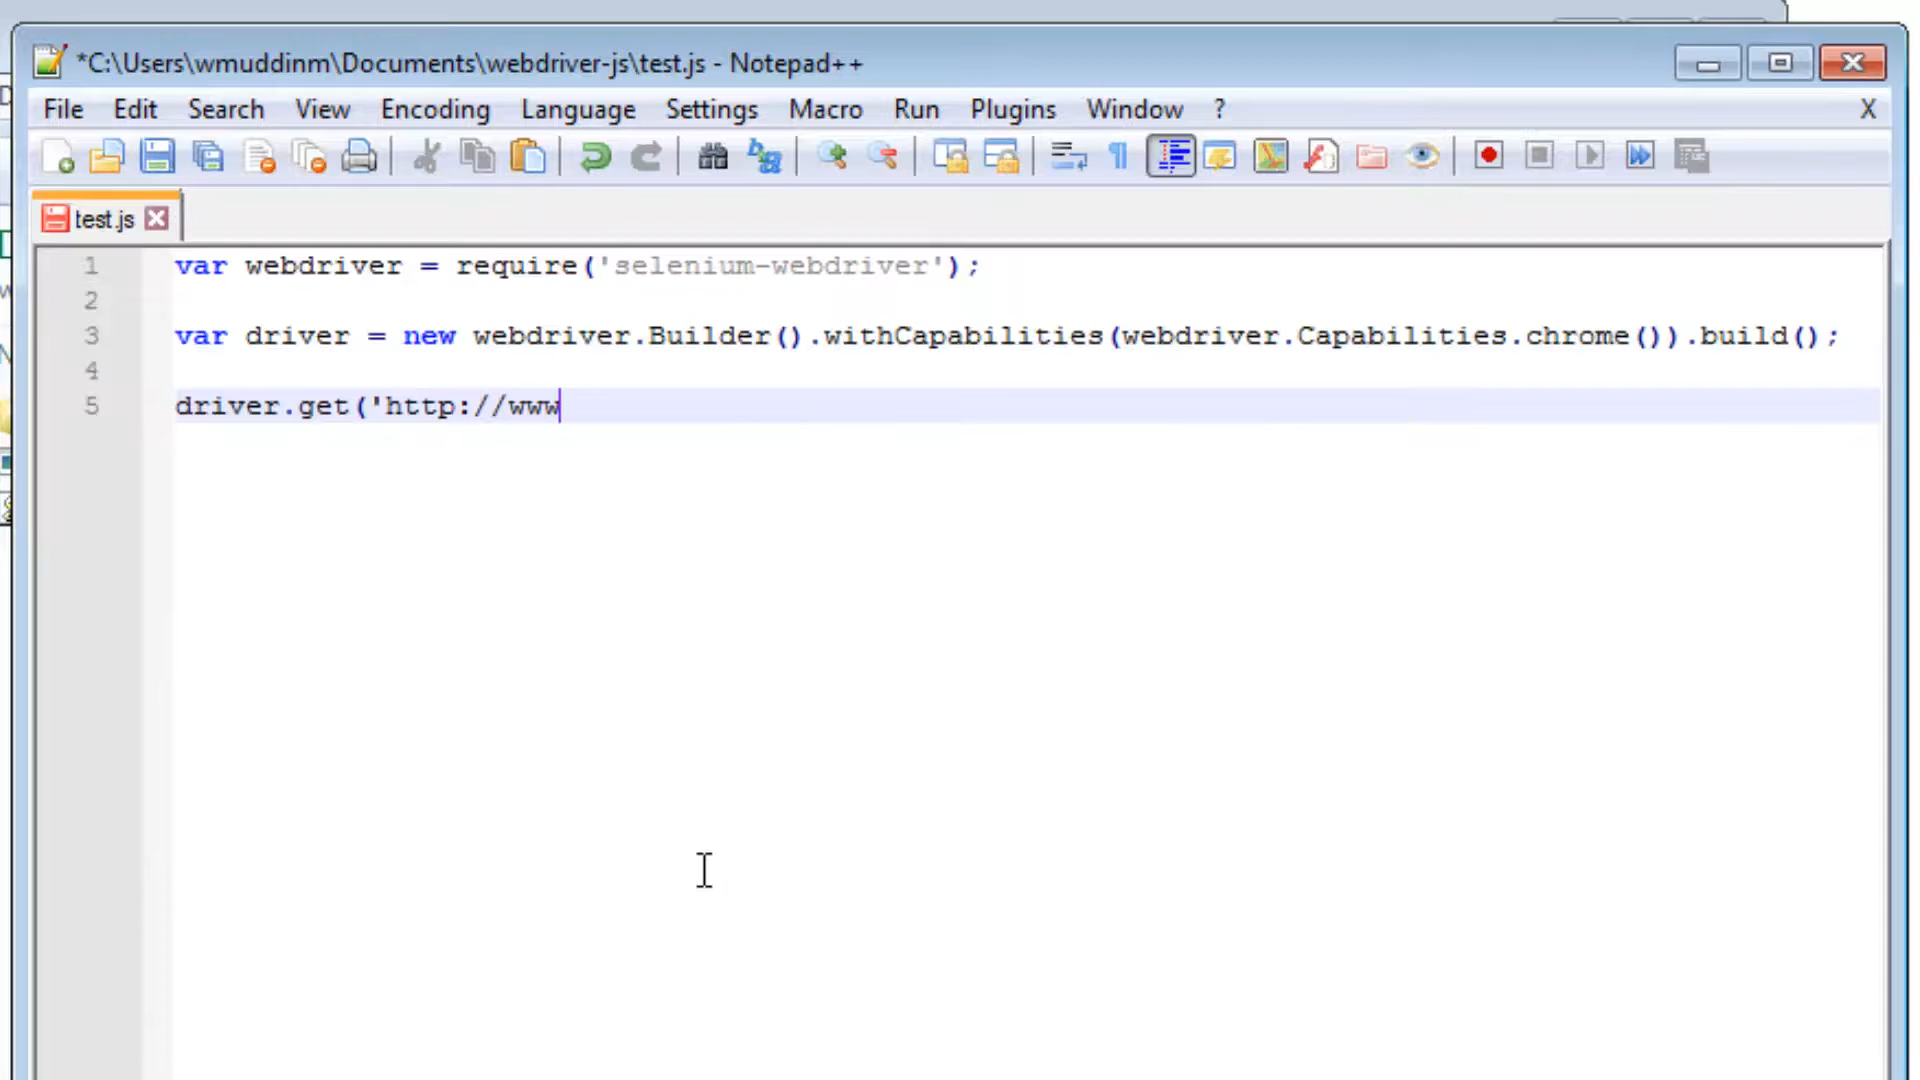 *C:\Users\wmuddinm\Documents\webdriver-js\test.js - Notepad++
File Edit Search View Encoding Language Settings Macro Run Plugins Window ? X
test.js
1 var webdriver = require('selenium-webdriver');
2
3 var driver = new webdriver.Builder().withCapabilities(webdriver.Capabilities.chrome()).build();
4
5 driver.get('http://www